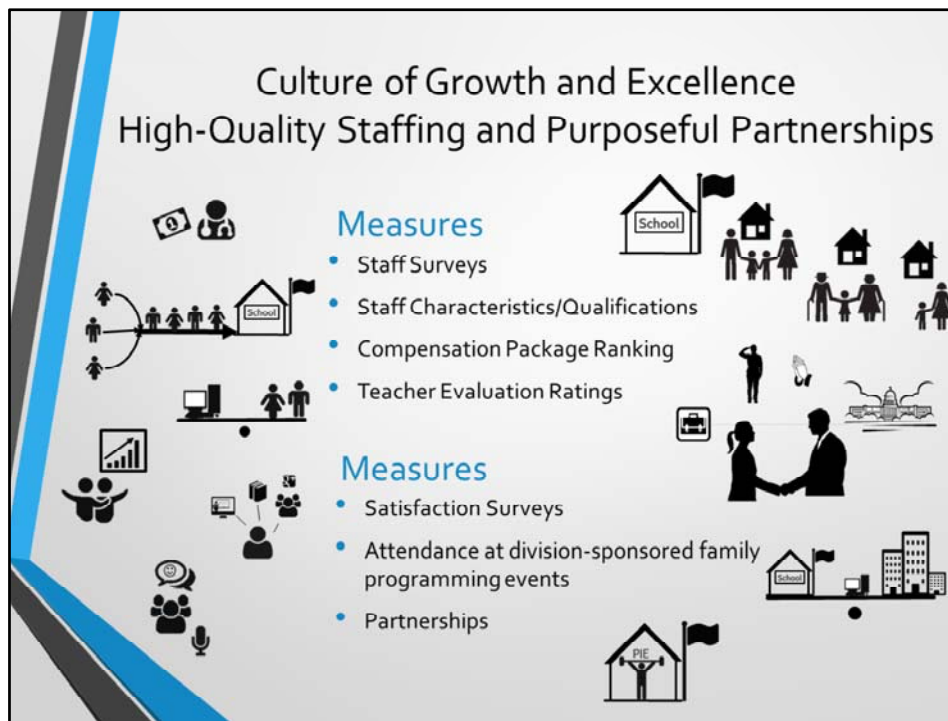 Culture of Growth and Excellence
High-Quality Staffing and Purposeful Partnerships
Measures
• Staff Surveys
• Staff Characteristics/Qualifications
• Compensation Package Ranking
• Teacher Evaluation Ratings
Measures
• Satisfaction Surveys
• Attendance at division-sponsored family
programming events
• Partnerships
School
School
School
PIE